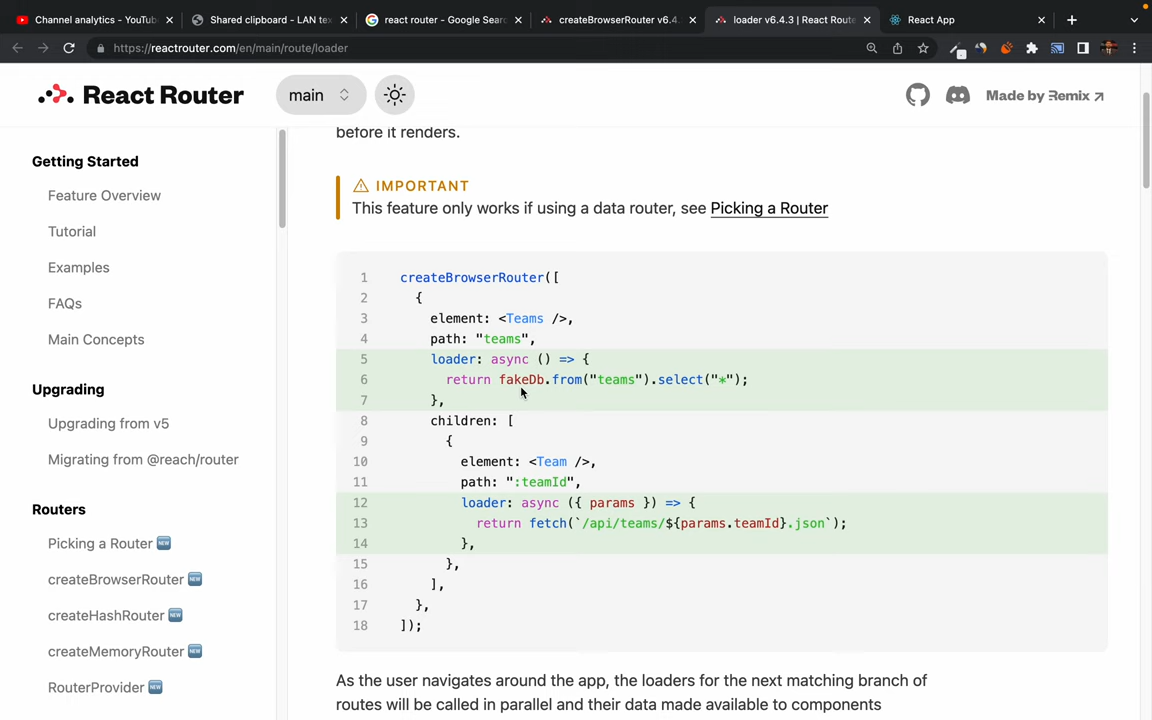 Channel analytics - YouTub
Shared clipboard - LAN tex
react router - Google Sear
createBrowserRouter v6.4.
loader v6.4.3 | React Route
React App
https://reactrouter.com/en/main/route/loader
React Router
main
Made by Remix ↗
Getting Started
Feature Overview
Tutorial
Examples
FAQs
Main Concepts
Upgrading
Upgrading from v5
Migrating from @reach/router
Routers
Picking a Router 🆕
createBrowserRouter 🆕
createHashRouter 🆕
createMemoryRouter 🆕
RouterProvider 🆕
before it renders.
IMPORTANT
This feature only works if using a data router, see Picking a Router
1 createBrowserRouter([
2 {
3 element: <Teams />,
4 path: "teams",
5 loader: async () => {
6 return fakeDb.from("teams").select("*");
7 },
8 children: [
9 {
10 element: <Team />,
11 path: ":teamId",
12 loader: async ({ params }) => {
13 return fetch(`/api/teams/${params.teamId}.json`);
14 },
15 },
16 ],
17 },
18 ]);
As the user navigates around the app, the loaders for the next matching branch of
routes will be called in parallel and their data made available to components